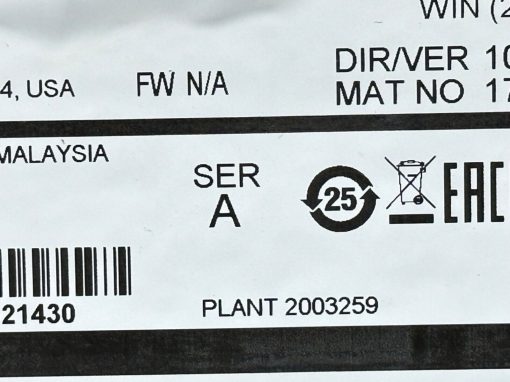 WIN (2
DIR/VER 10
4, USA FW N/A MAT NO 17
MALAYSIA
SER
A
25
EAC
21430
PLANT 2003259